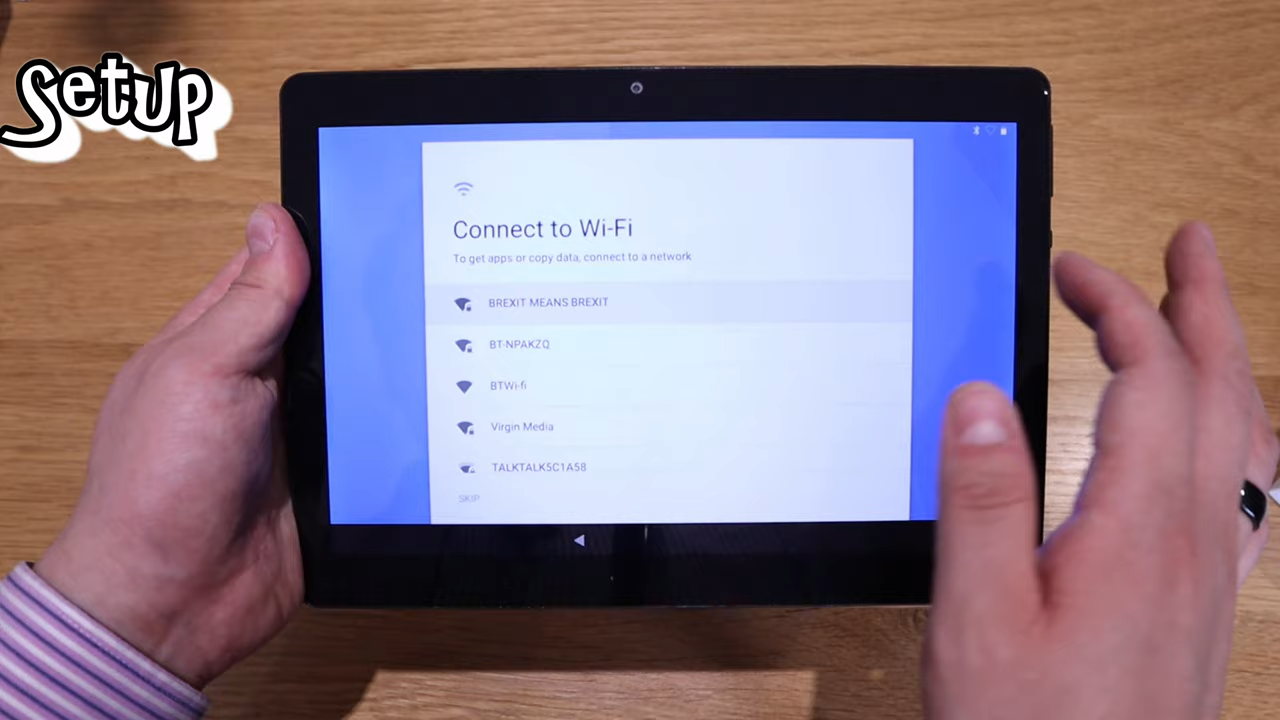 SetUp
Connect to Wi-Fi
To get apps or copy data, connect to a network
BREXIT MEANS BREXIT
BT-NPAKZQ
BTWi-fi
Virgin Media
TALKTALK5C1A58
SKIP